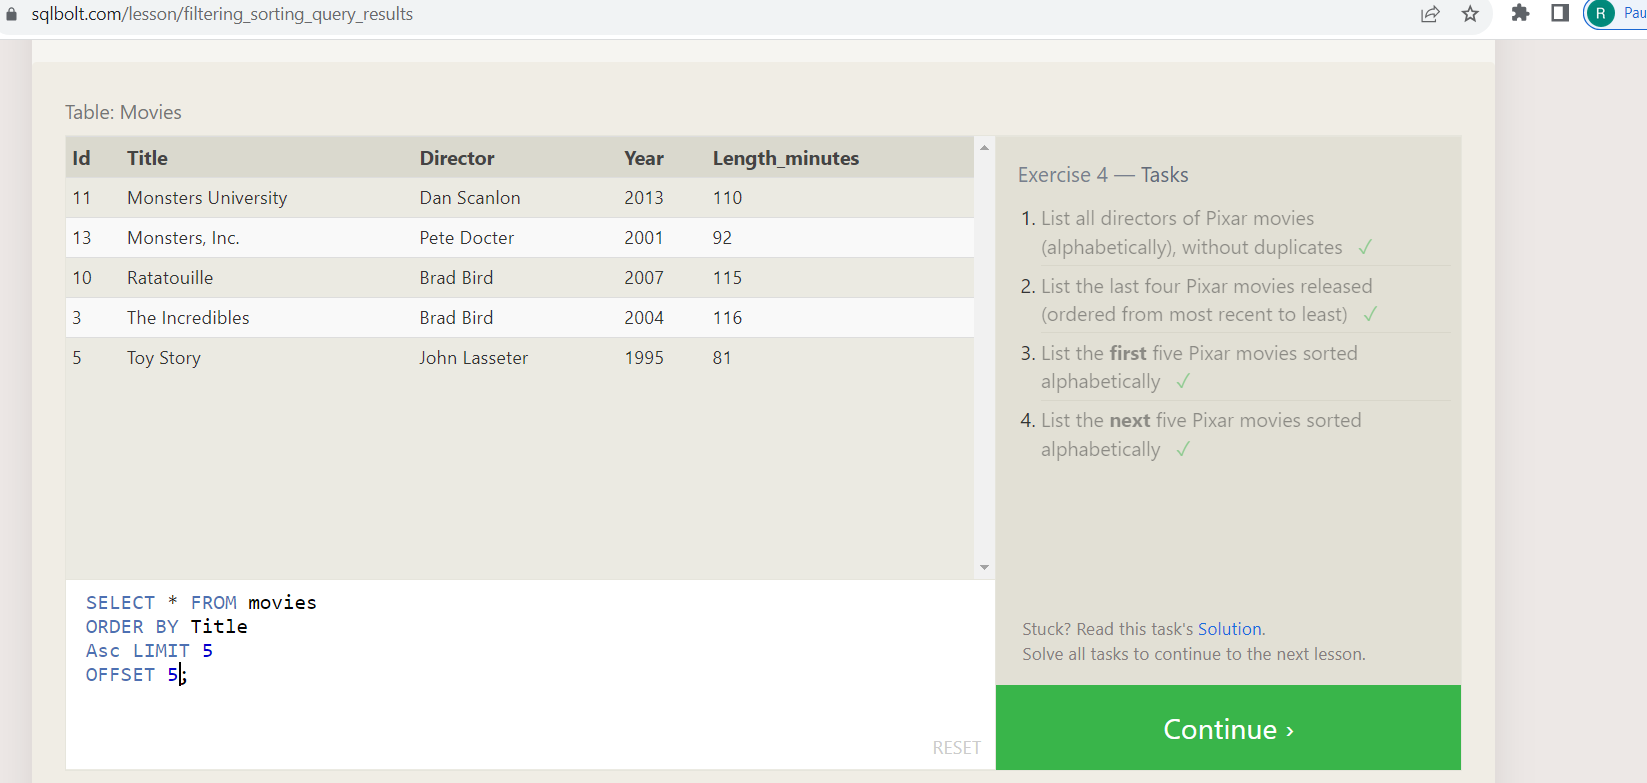 sqlbolt.com/lesson/filtering_sorting_query_results
R Pau
Table: Movies
Id Title Director Year Length_minutes
11 Monsters University Dan Scanlon 2013 110
13 Monsters, Inc. Pete Docter 2001 92
10 Ratatouille Brad Bird 2007 115
3 The Incredibles Brad Bird 2004 116
5 Toy Story John Lasseter 1995 81
SELECT * FROM movies
ORDER BY Title
Asc LIMIT 5
OFFSET 5;
RESET
Exercise 4 — Tasks
1. List all directors of Pixar movies
(alphabetically), without duplicates ✓
2. List the last four Pixar movies released
(ordered from most recent to least) ✓
3. List the first five Pixar movies sorted
alphabetically ✓
4. List the next five Pixar movies sorted
alphabetically ✓
Stuck? Read this task's Solution.
Solve all tasks to continue to the next lesson.
Continue ›